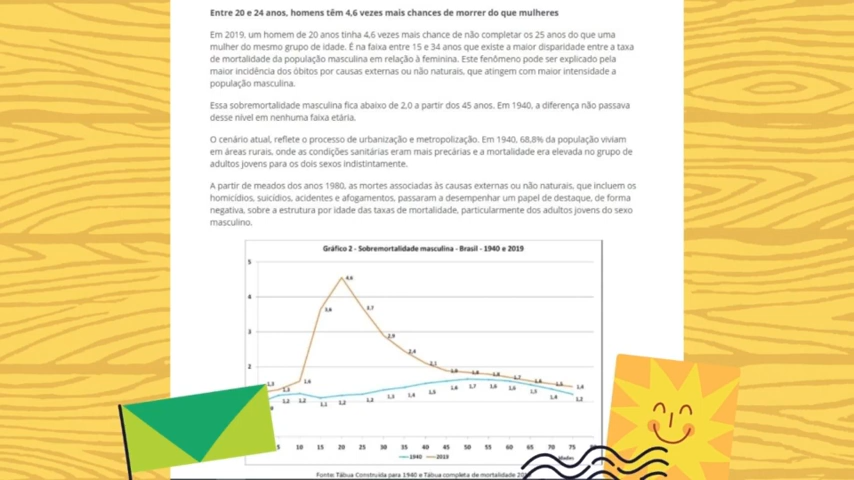 Entre 20 e 24 anos, homens têm 4,6 vezes mais chances de morrer do que mulheres
Em 2019, um homem de 20 anos tinha 4,6 vezes mais chance de não completar os 25 anos do que uma
mulher do mesmo grupo de idade. É na faixa entre 15 e 34 anos que existe a maior disparidade entre a taxa
de mortalidade da população masculina em relação à feminina. Este fenômeno pode ser explicado pela
maior incidência dos óbitos por causas externas ou não naturais, que atingem com maior intensidade a
população masculina.
Essa sobremortalidade masculina fica abaixo de 2,0 a partir dos 45 anos. Em 1940, a diferença não passava
desse nível em nenhuma faixa etária.
O cenário atual, reflete o processo de urbanização e metropolização. Em 1940, 68,8% da população viviam
em áreas rurais, onde as condições sanitárias eram mais precárias e a mortalidade era elevada no grupo de
adultos jovens para os dois sexos indistintamente.
A partir de meados dos anos 1980, as mortes associadas às causas externas ou não naturais, que incluem os
homicídios, suicídios, acidentes e afogamentos, passaram a desempenhar um papel de destaque, de forma
negativa, sobre a estrutura por idade das taxas de mortalidade, particularmente dos adultos jovens do sexo
masculino.
Gráfico 2 - Sobremortalidade masculina - Brasil - 1940 e 2019
5
4,6
4
3,6 3,7
3
2,9
2,4
2,1
2
1,3 1,3 1,4 1,9 1,8 1,8 1,7 1,6 1,5 1,4
1,2 1,2 1,1 1,2 1,2 1,3 1,4 1,5 1,6 1,7 1,6 1,6 1,5 1,4 1,2
5 10 15 20 25 30 35 40 45 50 55 60 65 70 75
1940 2019
Idades
Fonte: Tábua Construída para 1940 e Tábua completa de mortalidade